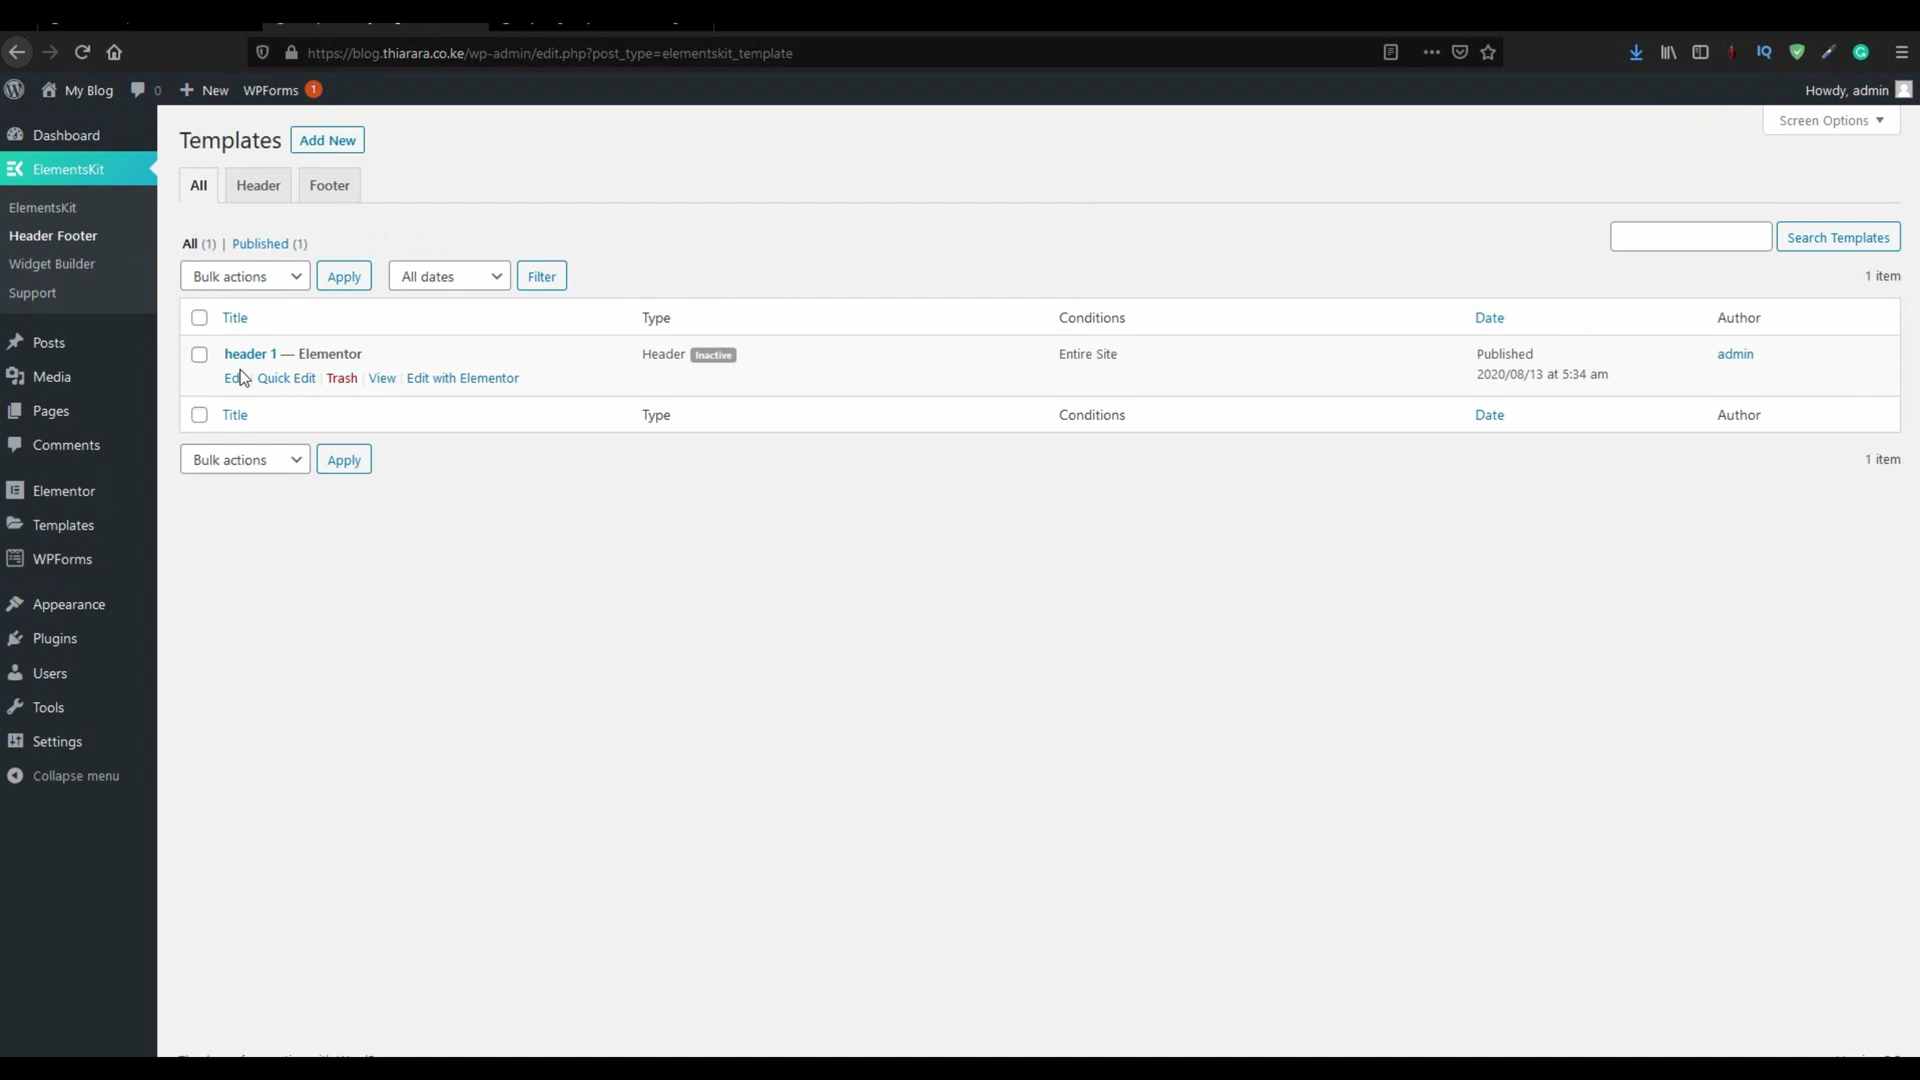 https://blog.thiarara.co.ke/wp-admin/edit.php?post_type=elementskit_template
IQ
My Blog 0 New WPForms 1 Howdy, admin
Screen Options
Dashboard
ElementsKit
ElementsKit
Header Footer
Widget Builder
Support
Posts
Media
Pages
Comments
Elementor
Templates
WPForms
Appearance
Plugins
Users
Tools
Settings
Collapse menu
Templates Add New
All Header Footer
All (1) | Published (1)
Search Templates
Bulk actions Apply All dates Filter 1 item
Title Type Conditions Date Author
header 1 — Elementor Header Inactive Entire Site Published admin
2020/08/13 at 5:34 am
Edit | Quick Edit | Trash | View | Edit with Elementor
Title Type Conditions Date Author
Bulk actions Apply 1 item